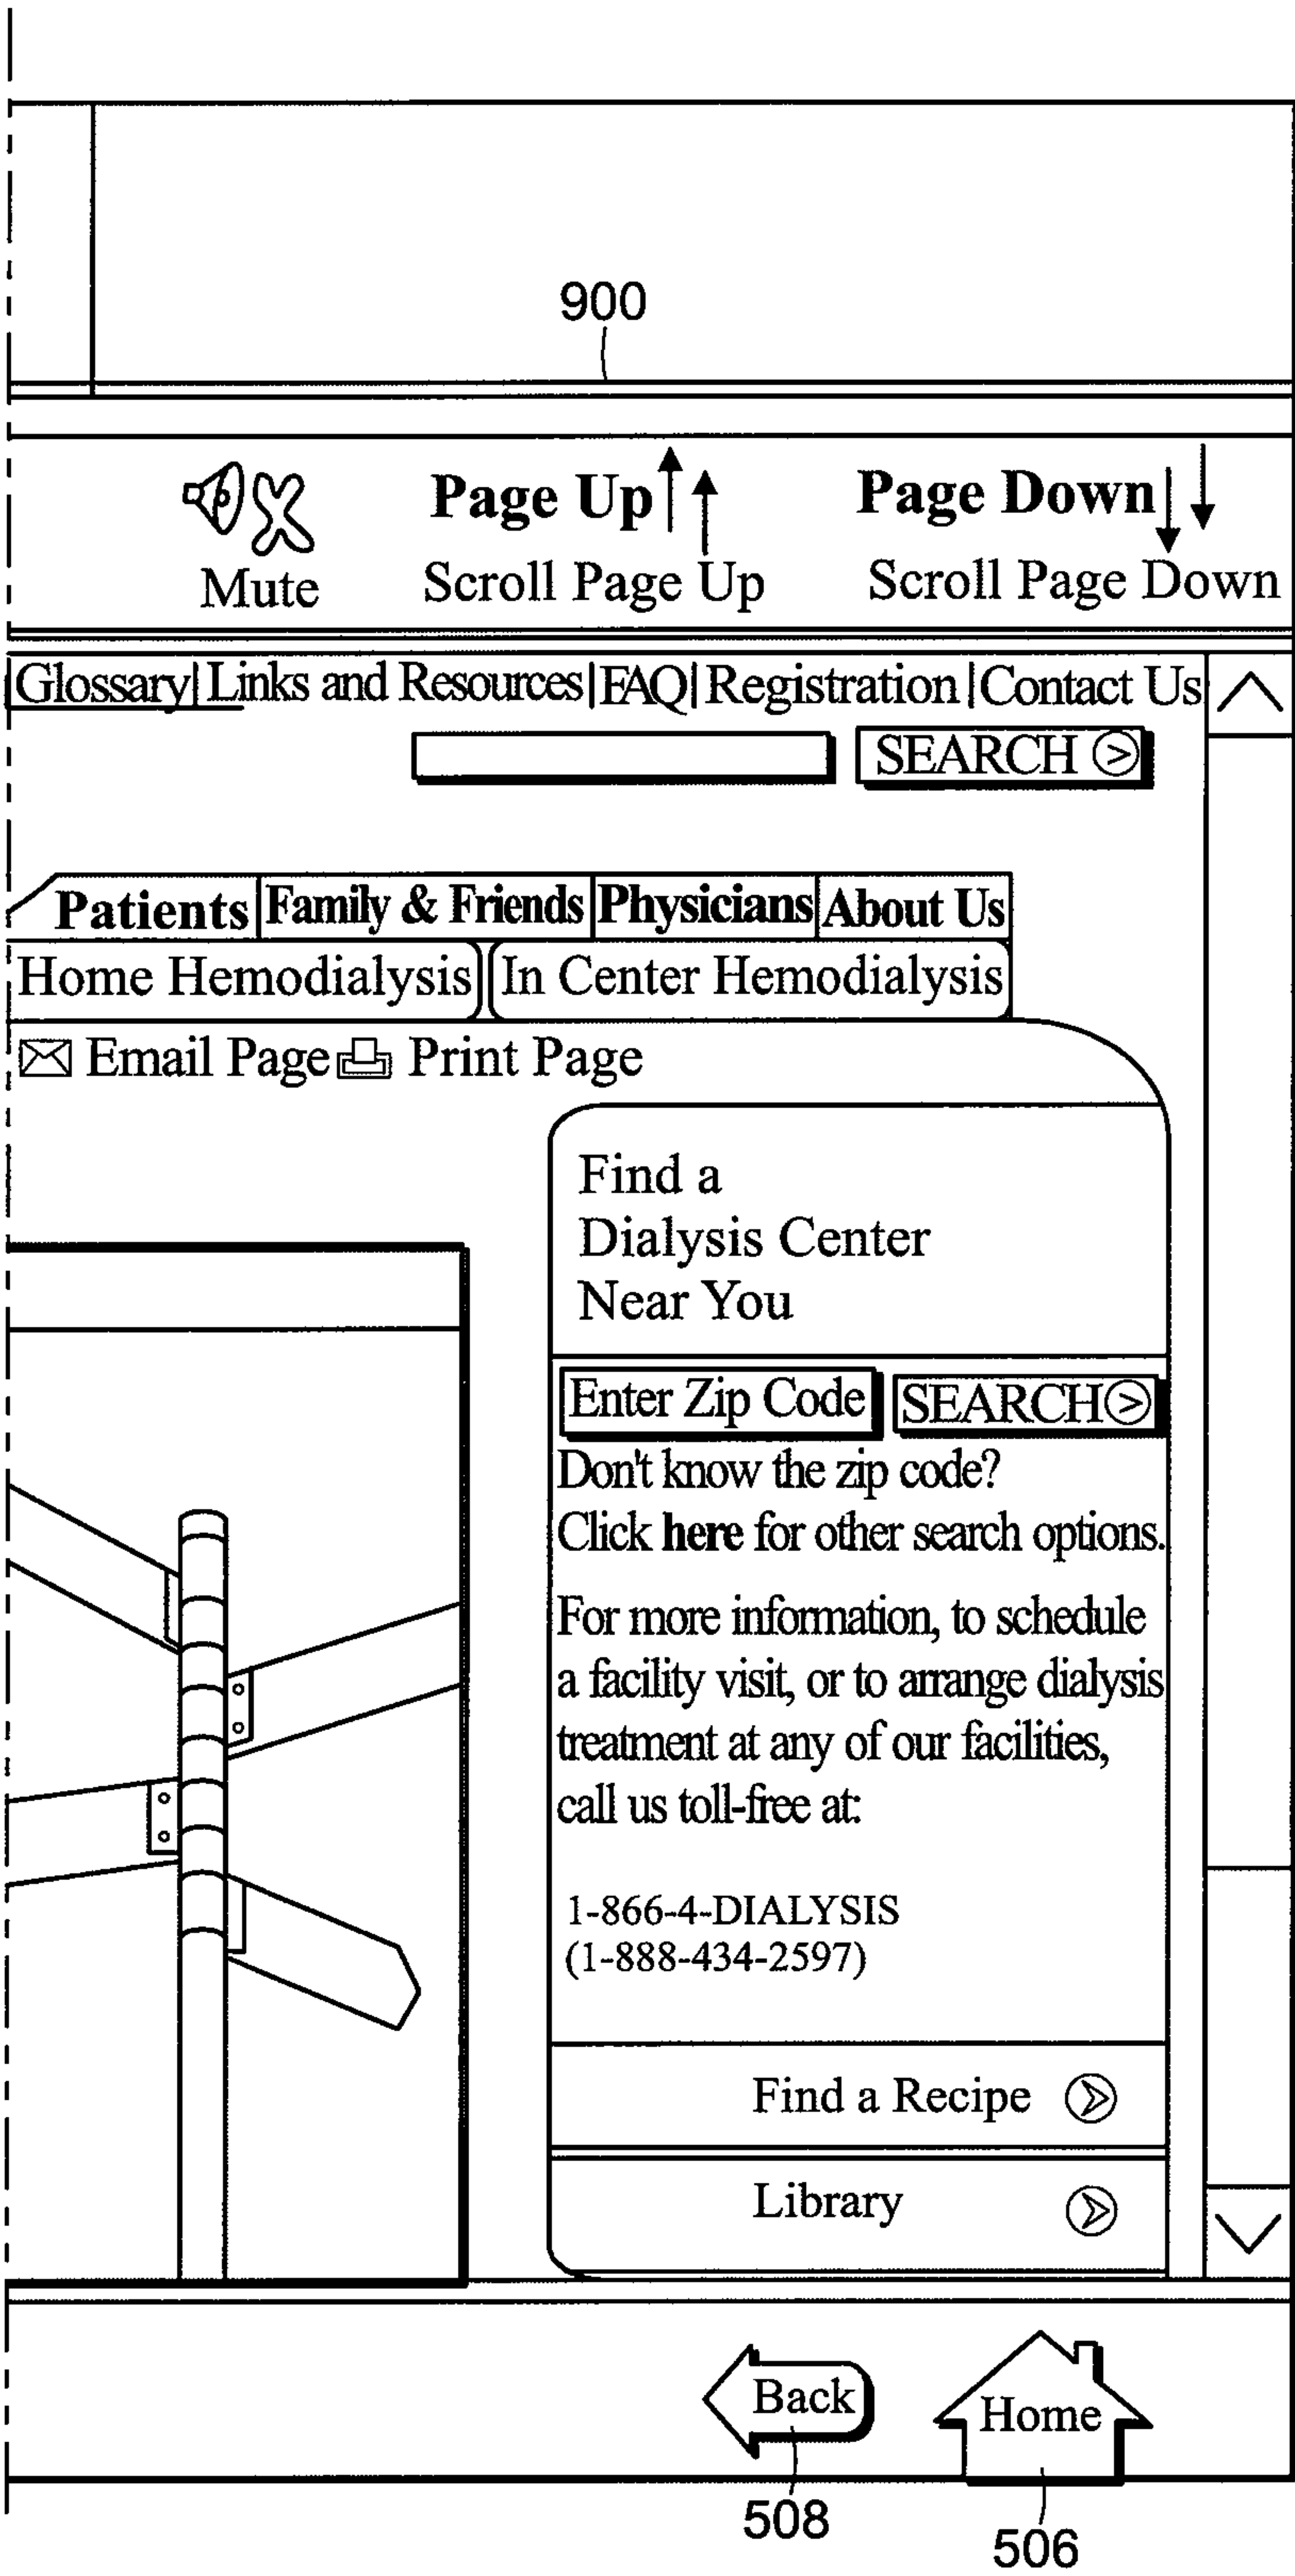 900
Page Up Page Down
Mute Scroll Page Up Scroll Page Down
Glossary| Links and Resources|FAQ| Registration |Contact Us
SEARCH >
Patients Family & Friends Physicians About Us
Home Hemodialysis In Center Hemodialysis
Email Page Print Page
Find a
Dialysis Center
Near You
Enter Zip Code SEARCH >
Don't know the zip code?
Click here for other search options.
For more information, to schedule
a facility visit, or to arrange dialysis
treatment at any of our facilities,
call us toll-free at:
1-866-4-DIALYSIS
(1-888-434-2597)
Find a Recipe
Library
Back Home
508 506